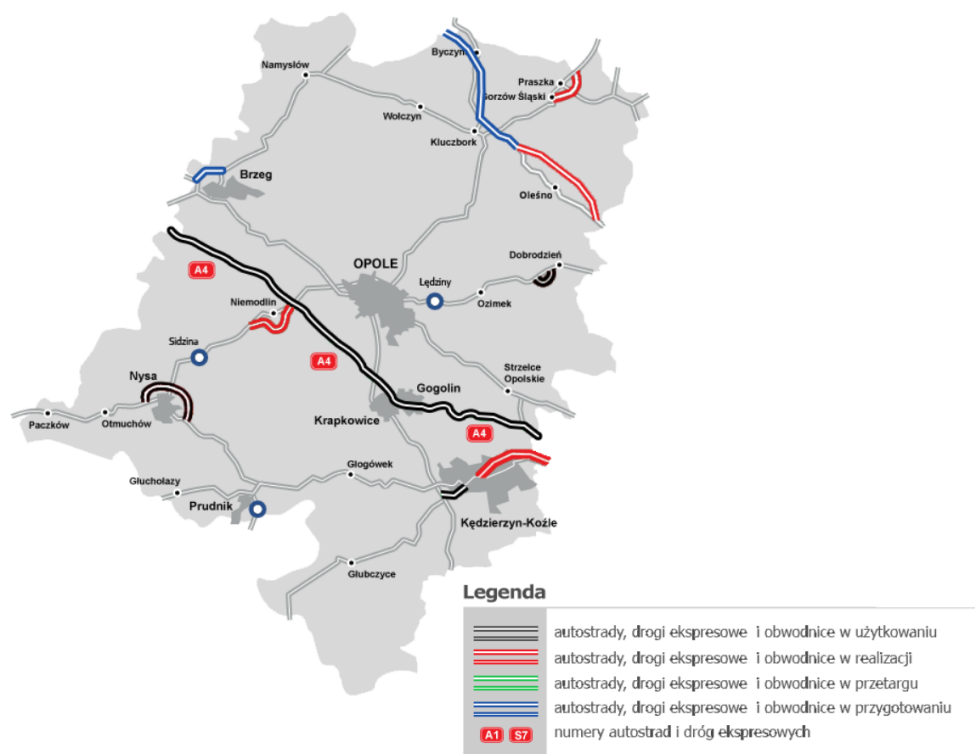 Byczyn
Namysłów
Praszka
Gorzów Śląski
Wołczyn
Kluczbork
Brzeg
Oleśno
Dobrodzień
OPOLE
A4
Lędziny
Niemodlin
Ozimek
Sidzina
A4
Strzelce
Opolskie
Nysa
Gogolin
Paczków
Otmuchów
Krapkowice
A4
Głogówek
Głuchołazy
Prudnik
Kędzierzyn-Koźle
Głubczyce
Legenda
autostrady, drogi ekspresowe i obwodnice w użytkowaniu
autostrady, drogi ekspresowe i obwodnice w realizacji
autostrady, drogi ekspresowe i obwodnice w przetargu
autostrady, drogi ekspresowe i obwodnice w przygotowaniu
A1 S7 numery autostrad i dróg ekspresowych